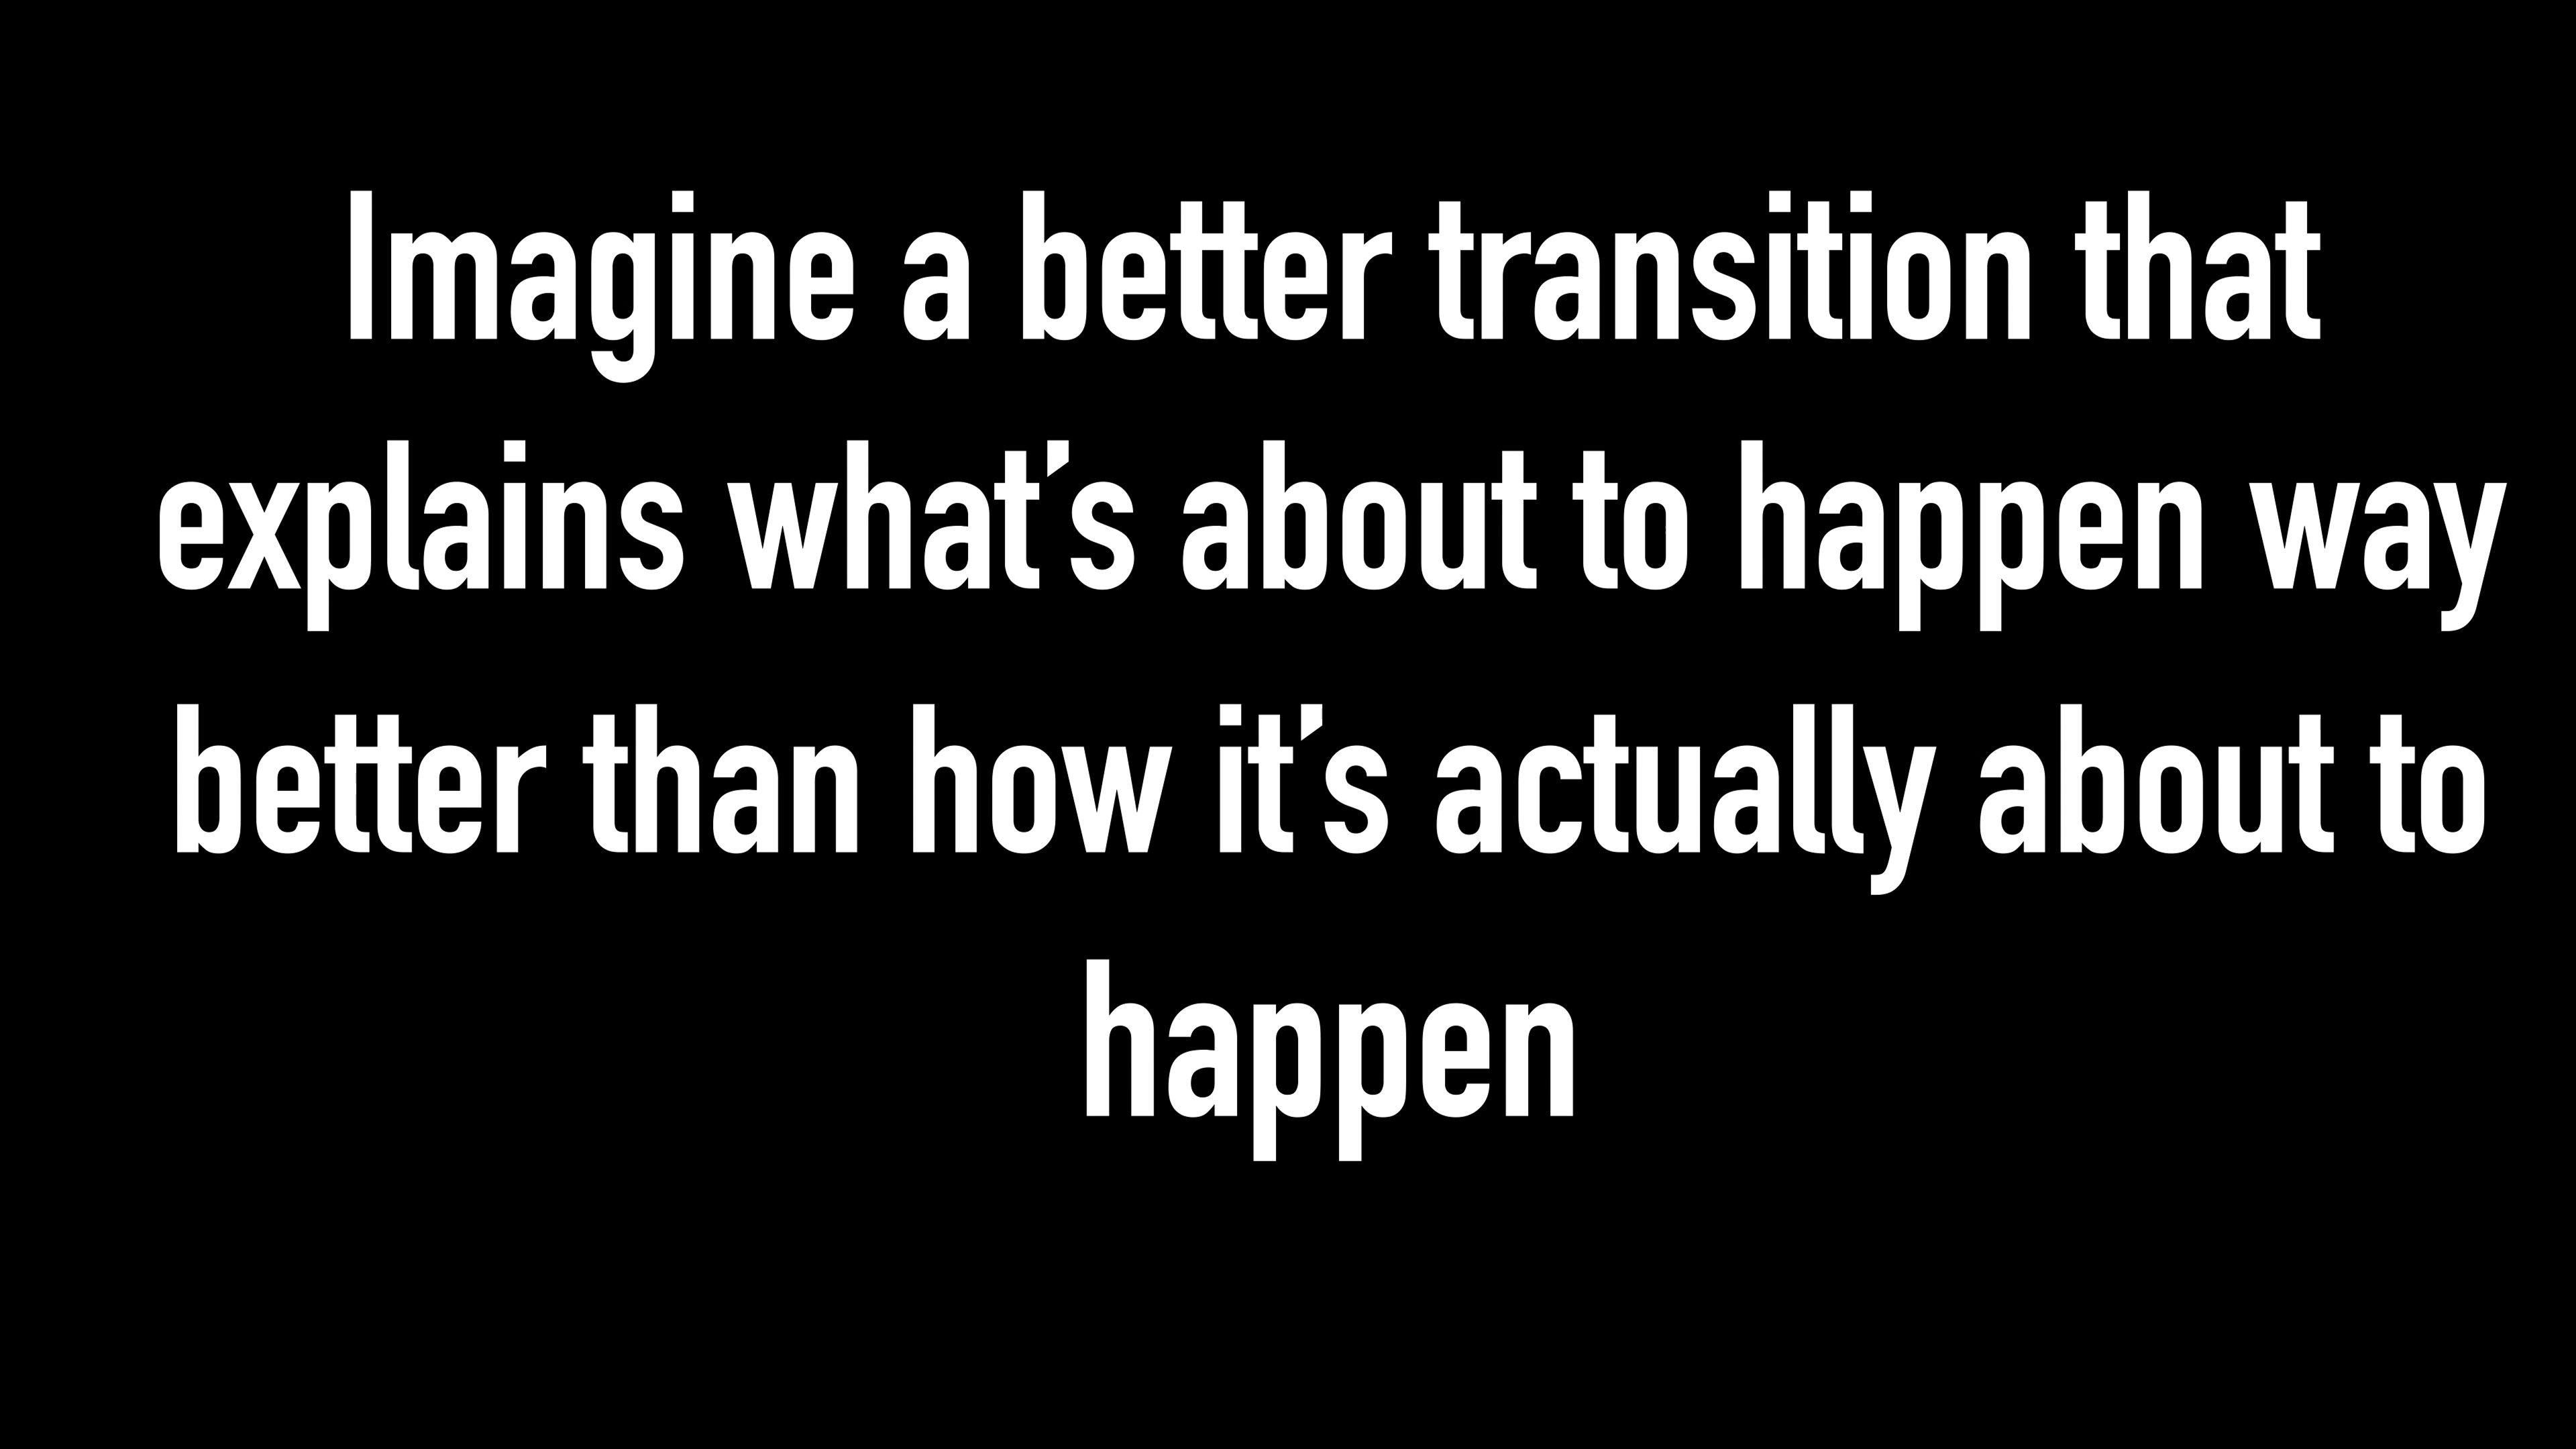 Imagine a better transition that
explains what's about to happen way
better than how it's actually about to
happen